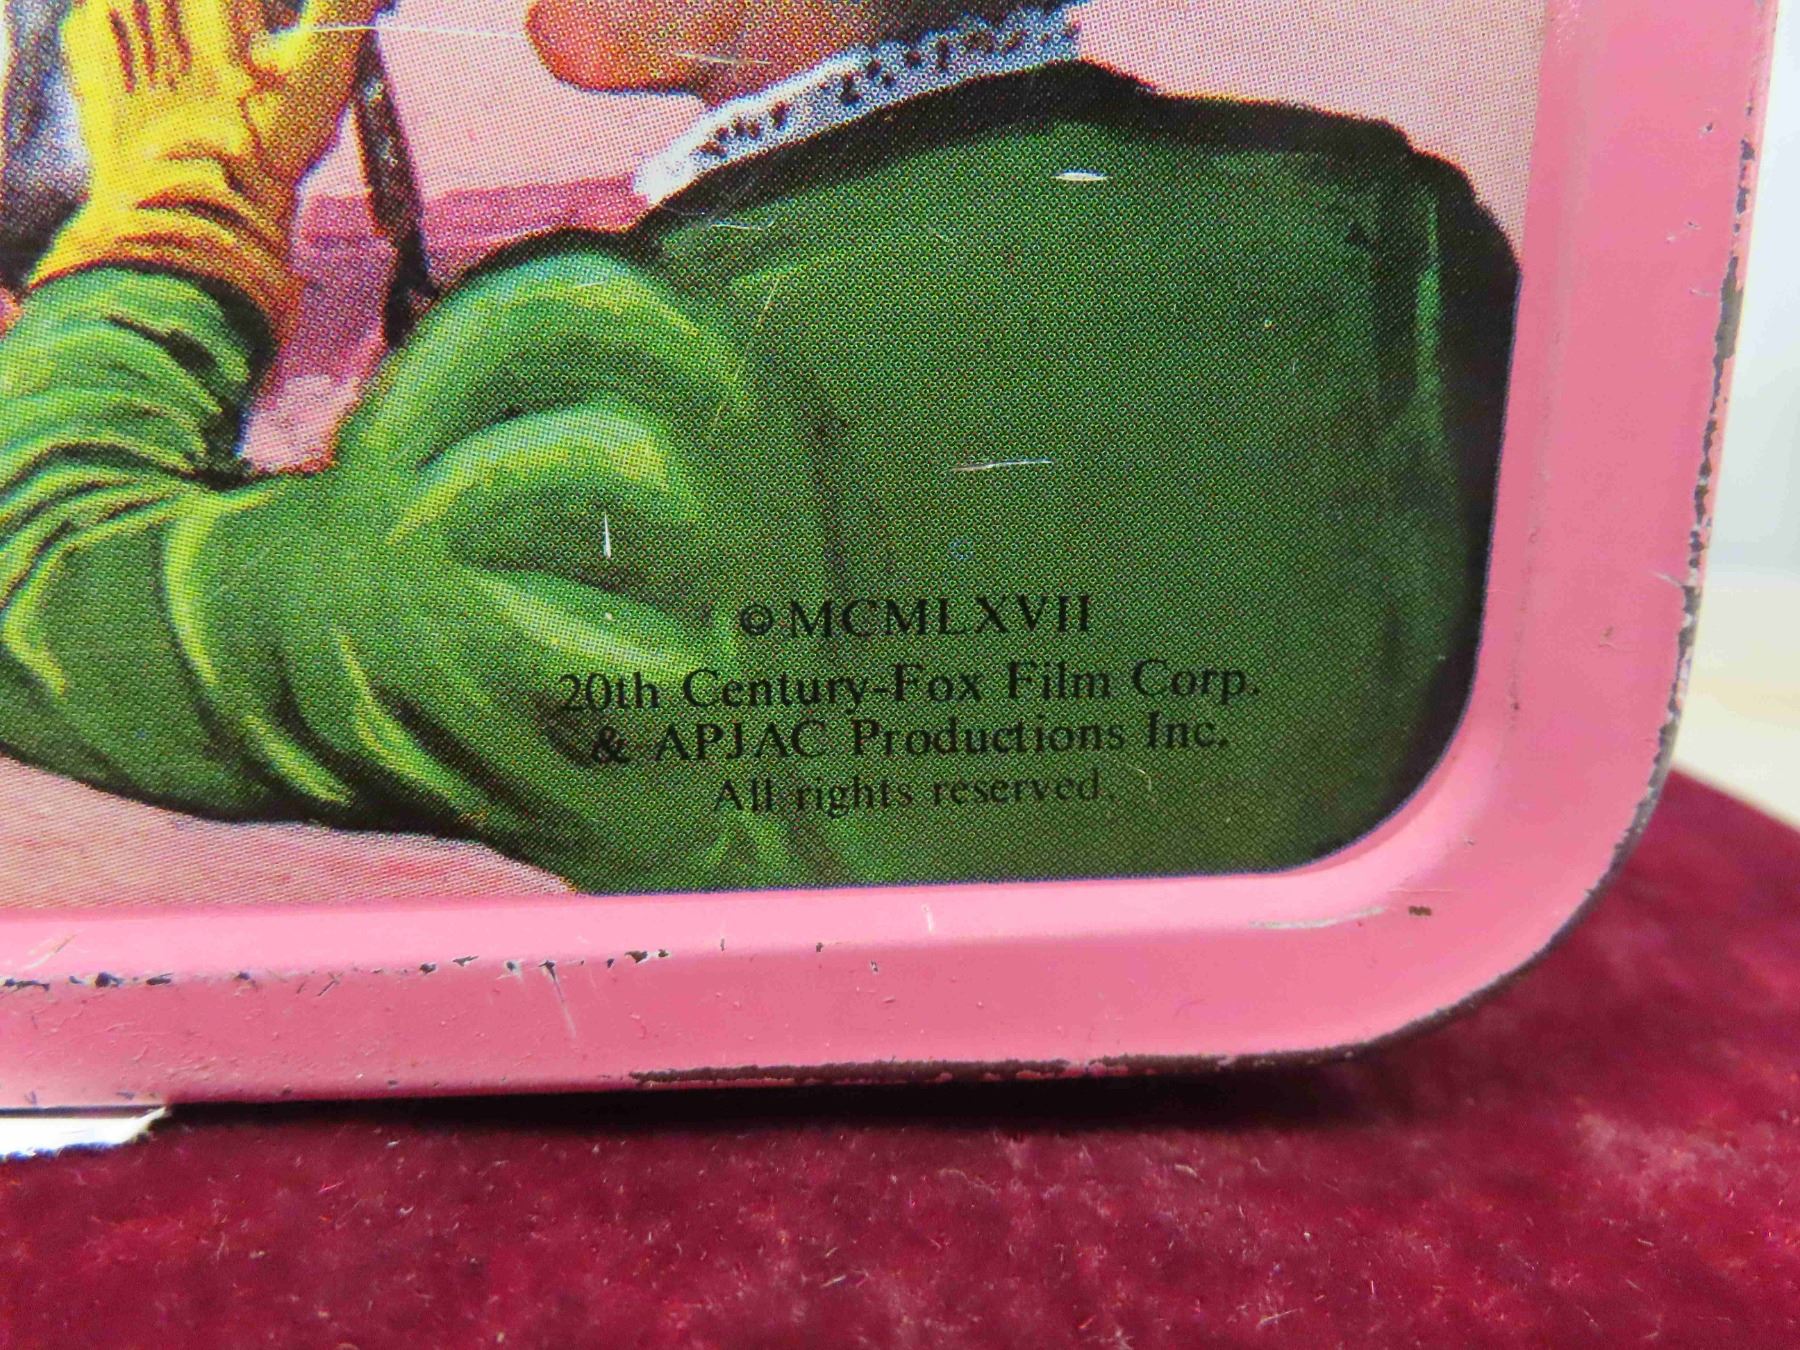 © MCMLXVII
20th Century-Fox Film Corp.
& APJAC Productions Inc.
All rights reserved.